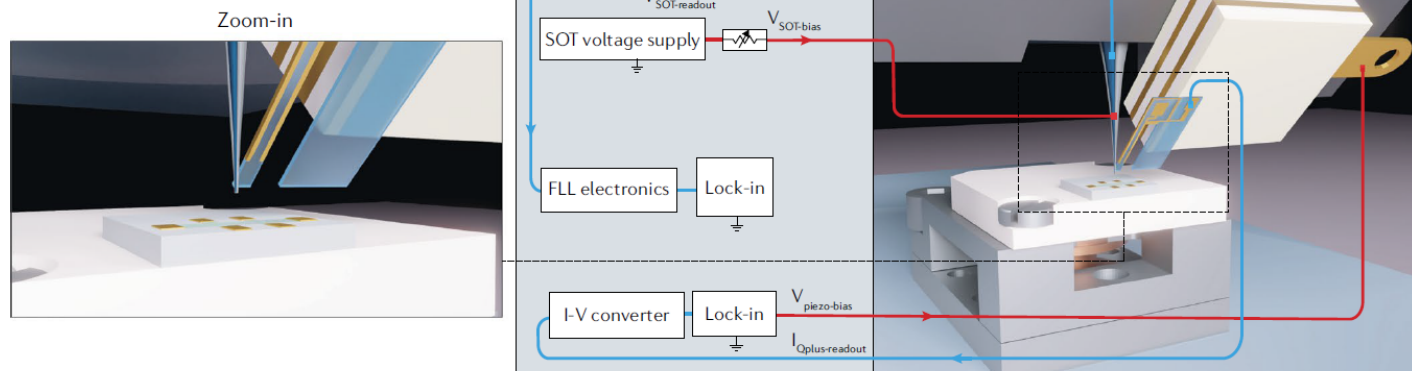 Zoom-in
V SOT-readout
SOT voltage supply
V SOT-bias
FLL electronics
Lock-in
I-V converter
Lock-in
V piezo-bias
I Qplus-readout